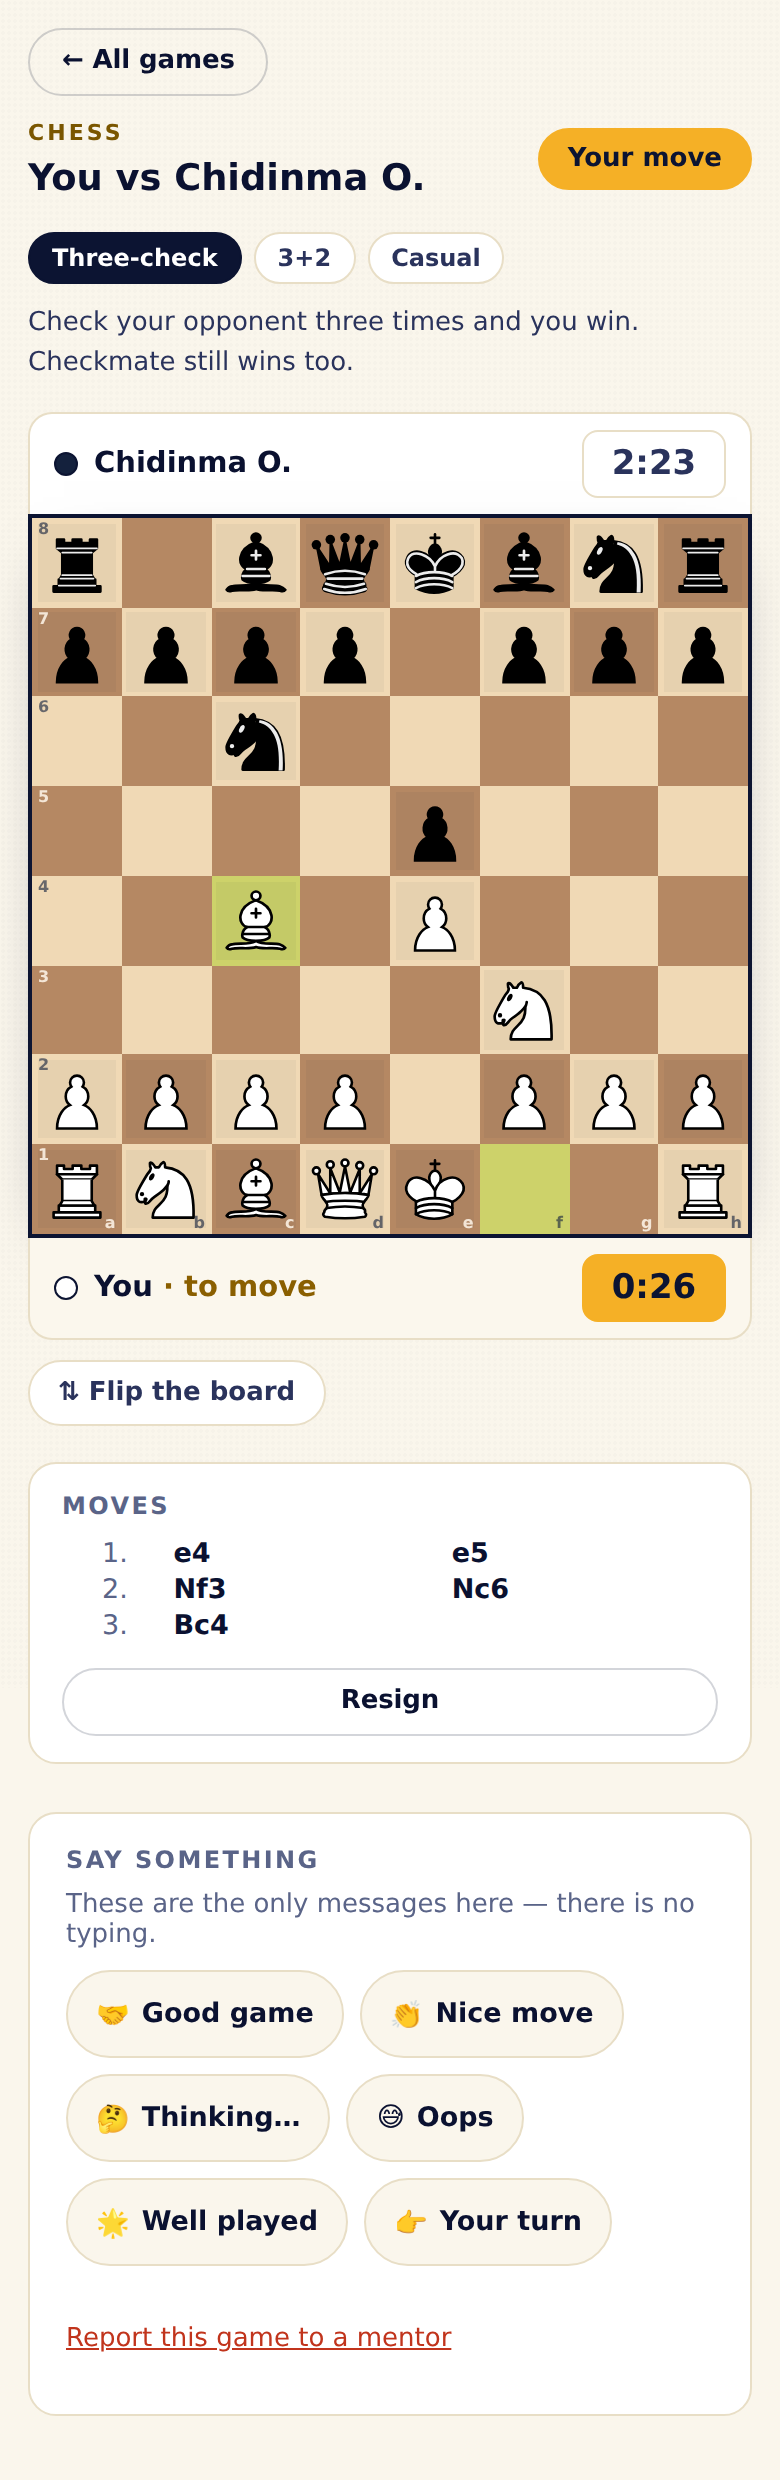 ← All games
CHESS
You vs Chidinma O.
Your move
Three-check
3+2
Casual
Check your opponent three times and you win.
Checkmate still wins too.
Chidinma O.
2:23
8
7
6
5
4
3
2
1
a b c d e f g h
You · to move
0:26
⇅ Flip the board
MOVES
1. e4 e5
2. Nf3 Nc6
3. Bc4
Resign
SAY SOMETHING
These are the only messages here — there is no
typing.
🤝 Good game
👏 Nice move
🤔 Thinking…
😅 Oops
🌟 Well played
👉 Your turn
Report this game to a mentor